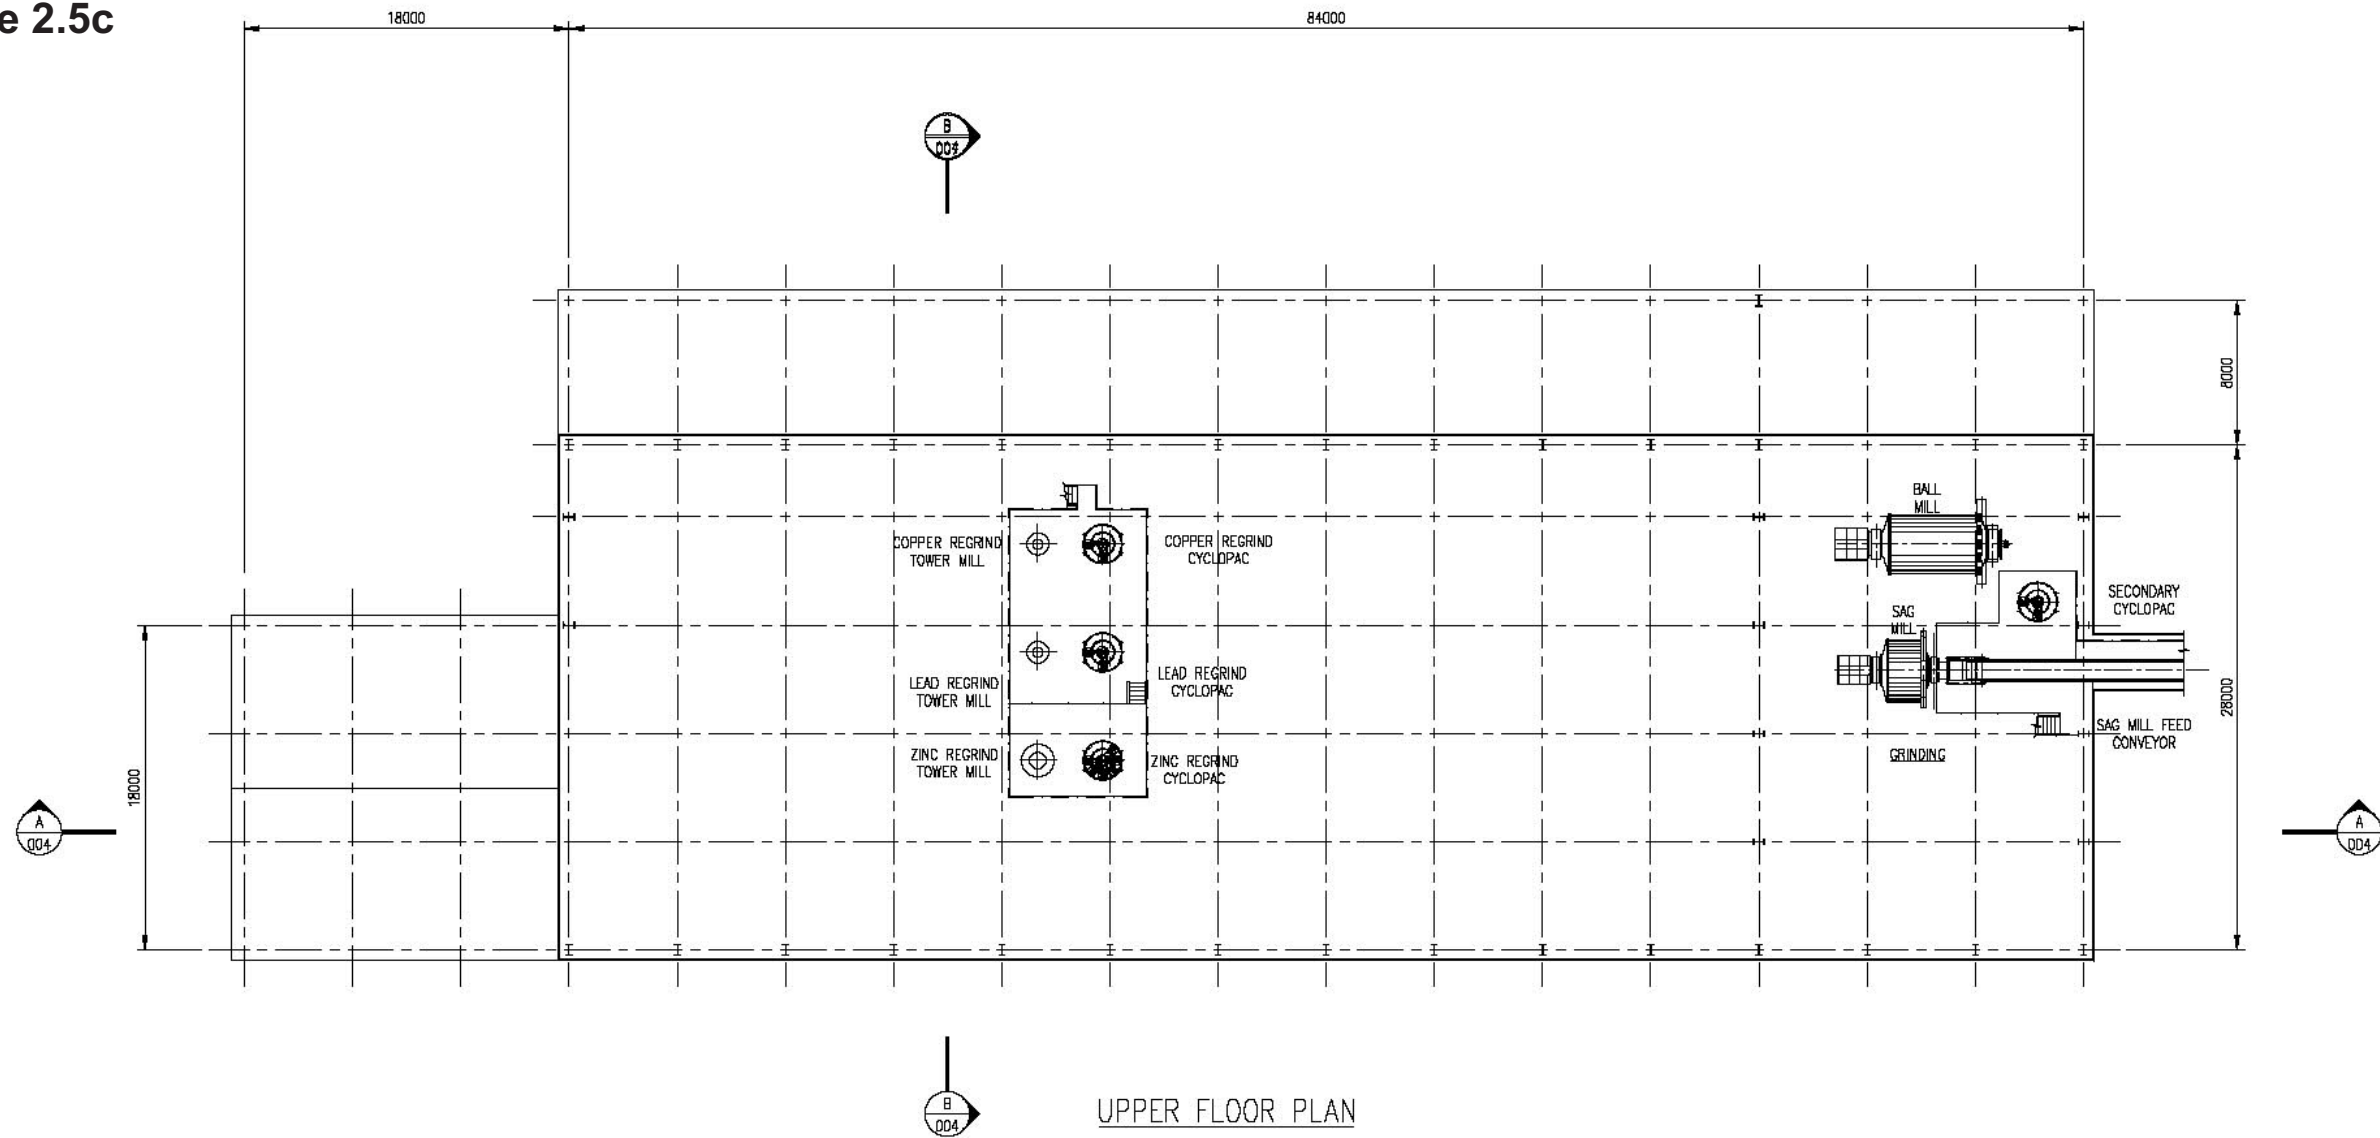 e 2.5c
18000
84000
B
004
8000
BALL
MILL
COPPER REGRIND
TOWER MILL
COPPER REGRIND
CYCLOPAC
SECONDARY
CYCLOPAC
SAG
MILL
LEAD REGRIND
TOWER MILL
LEAD REGRIND
CYCLOPAC
28000
SAG MILL FEED
CONVEYOR
ZINC REGRIND
TOWER MILL
ZINC REGRIND
CYCLOPAC
GRINDING
18000
A
004
A
004
B
004
UPPER FLOOR PLAN